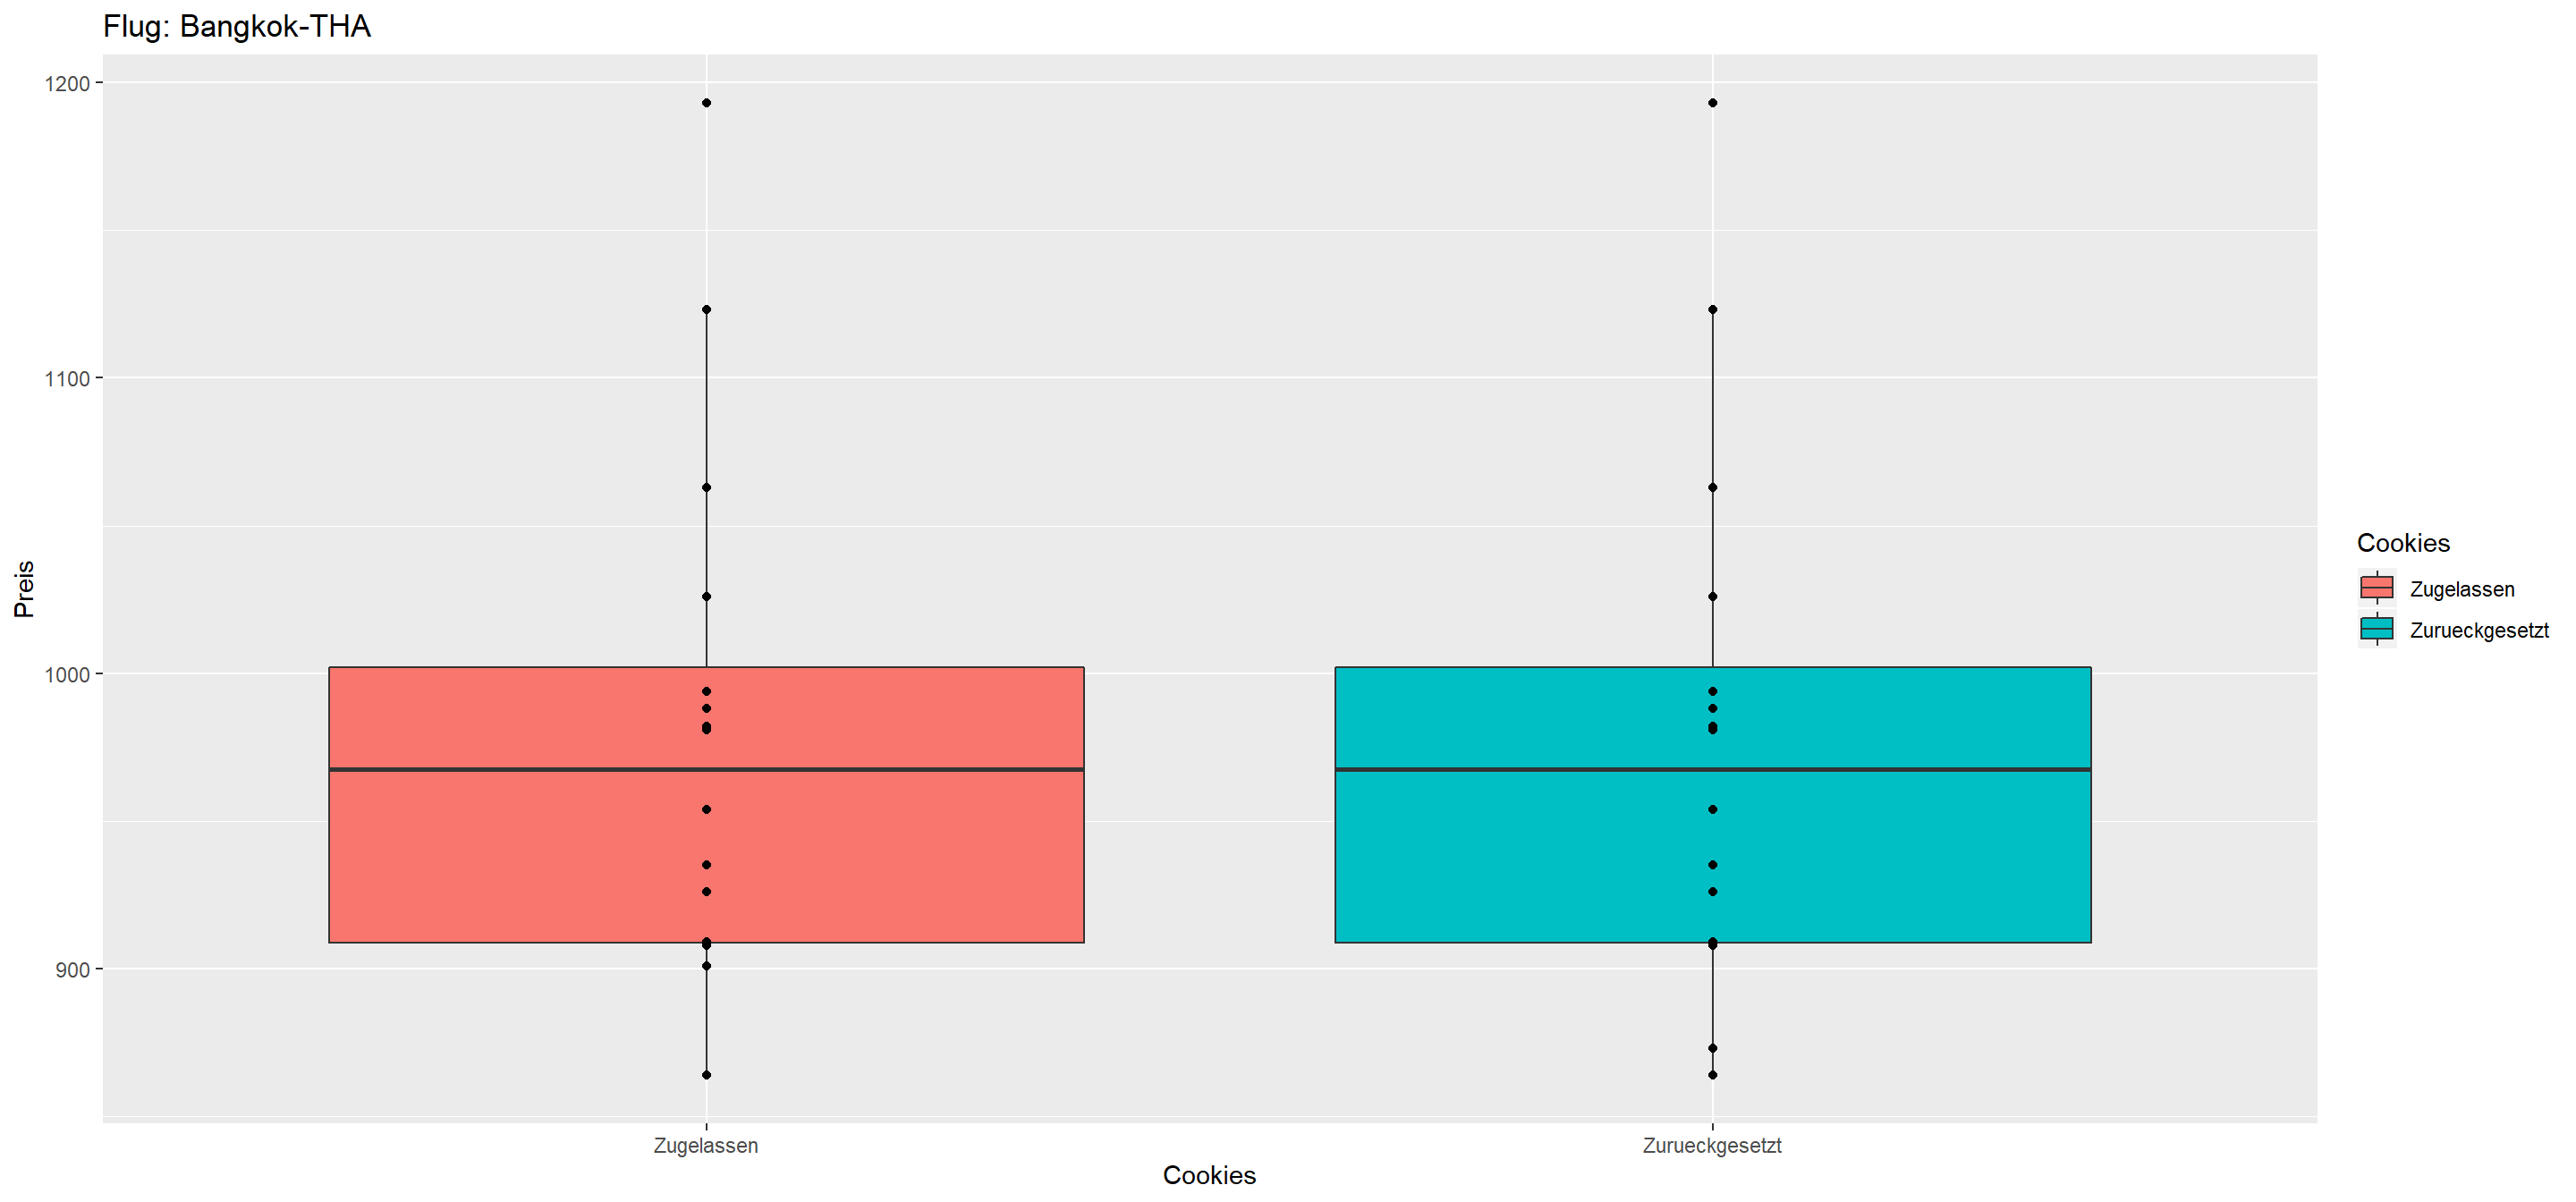 Flug: Bangkok-THA
1200
1100
1000
900
Preis
Zugelassen
Zurueckgesetzt
Cookies
Cookies
Zugelassen
Zurueckgesetzt